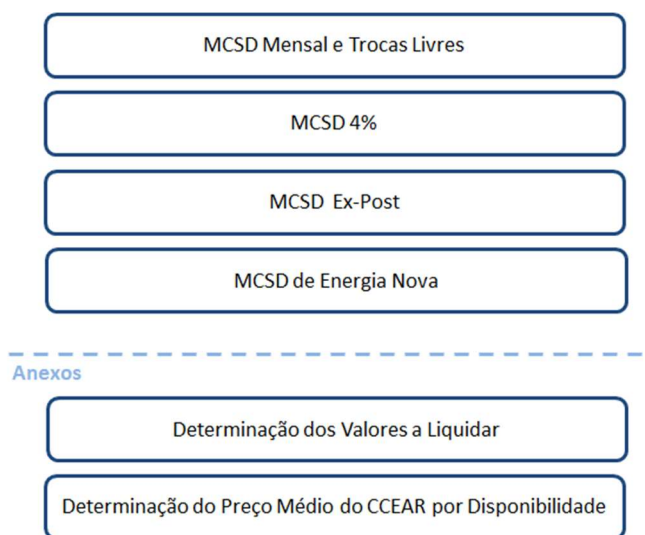 MCSD Mensal e Trocas Livres
MCSD 4%
MCSD Ex-Post
MCSD de Energia Nova
Anexos
Determinação dos Valores a Liquidar
Determinação do Preço Médio do CCEAR por Disponibilidade